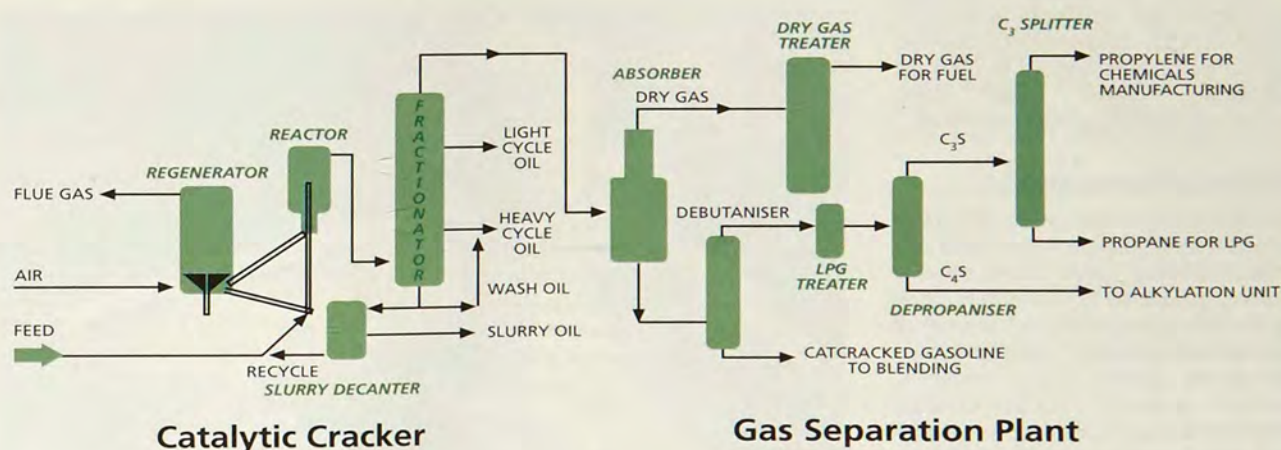 REGENERATOR
REACTOR
FRACTIONATOR
FLUE GAS
AIR
FEED
RECYCLE
SLURRY DECANTER
LIGHT
CYCLE
OIL
HEAVY
CYCLE
OIL
WASH OIL
SLURRY OIL
Catalytic Cracker
ABSORBER
DRY GAS
DRY GAS
TREATER
DRY GAS
FOR FUEL
C₃ SPLITTER
PROPYLENE FOR
CHEMICALS
MANUFACTURING
C₃S
DEBUTANISER
LPG
TREATER
PROPANE FOR LPG
C₄S
TO ALKYLATION UNIT
DEPROPANISER
CATCRACKED GASOLINE
TO BLENDING
Gas Separation Plant